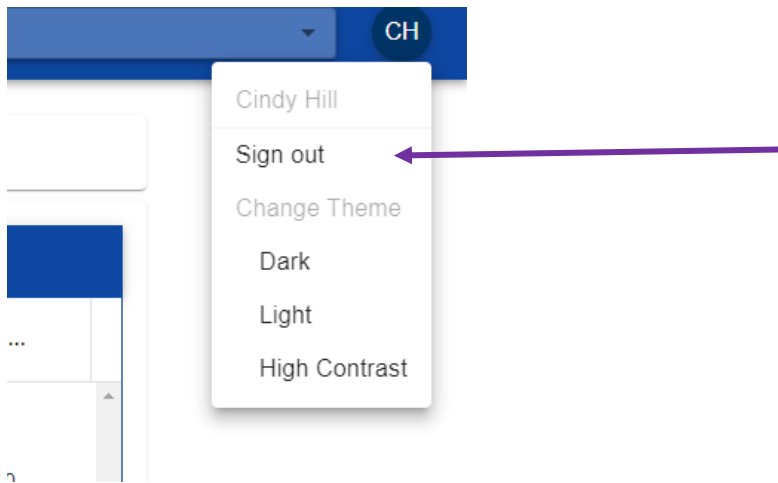 CH
Cindy Hill
Sign out
Change Theme
Dark
Light
...
High Contrast